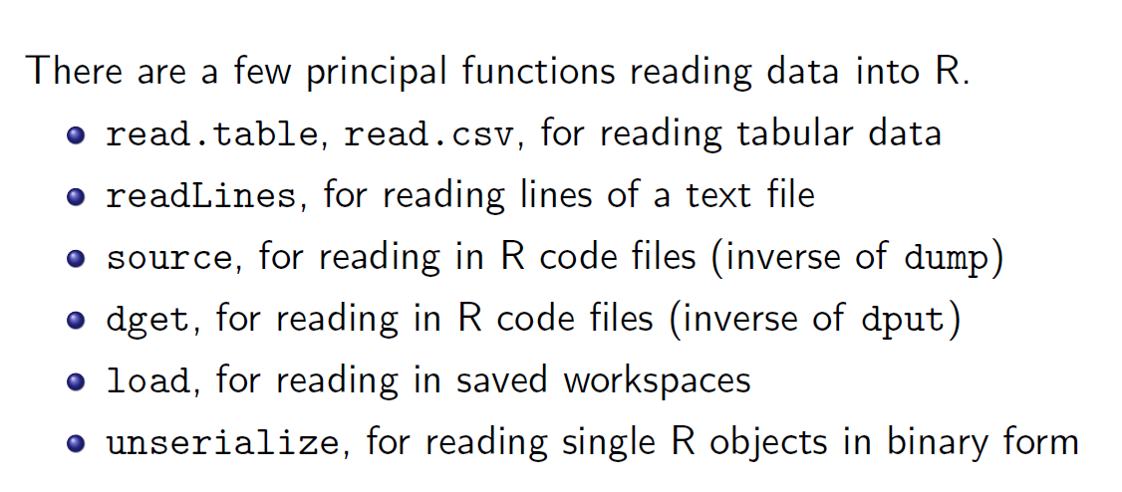 There are a few principal functions reading data into R.
read.table, read.csv, for reading tabular data
readLines, for reading lines of a text file
source, for reading in R code files (inverse of dump)
dget, for reading in R code files (inverse of dput)
load, for reading in saved workspaces
unserialize, for reading single R objects in binary form